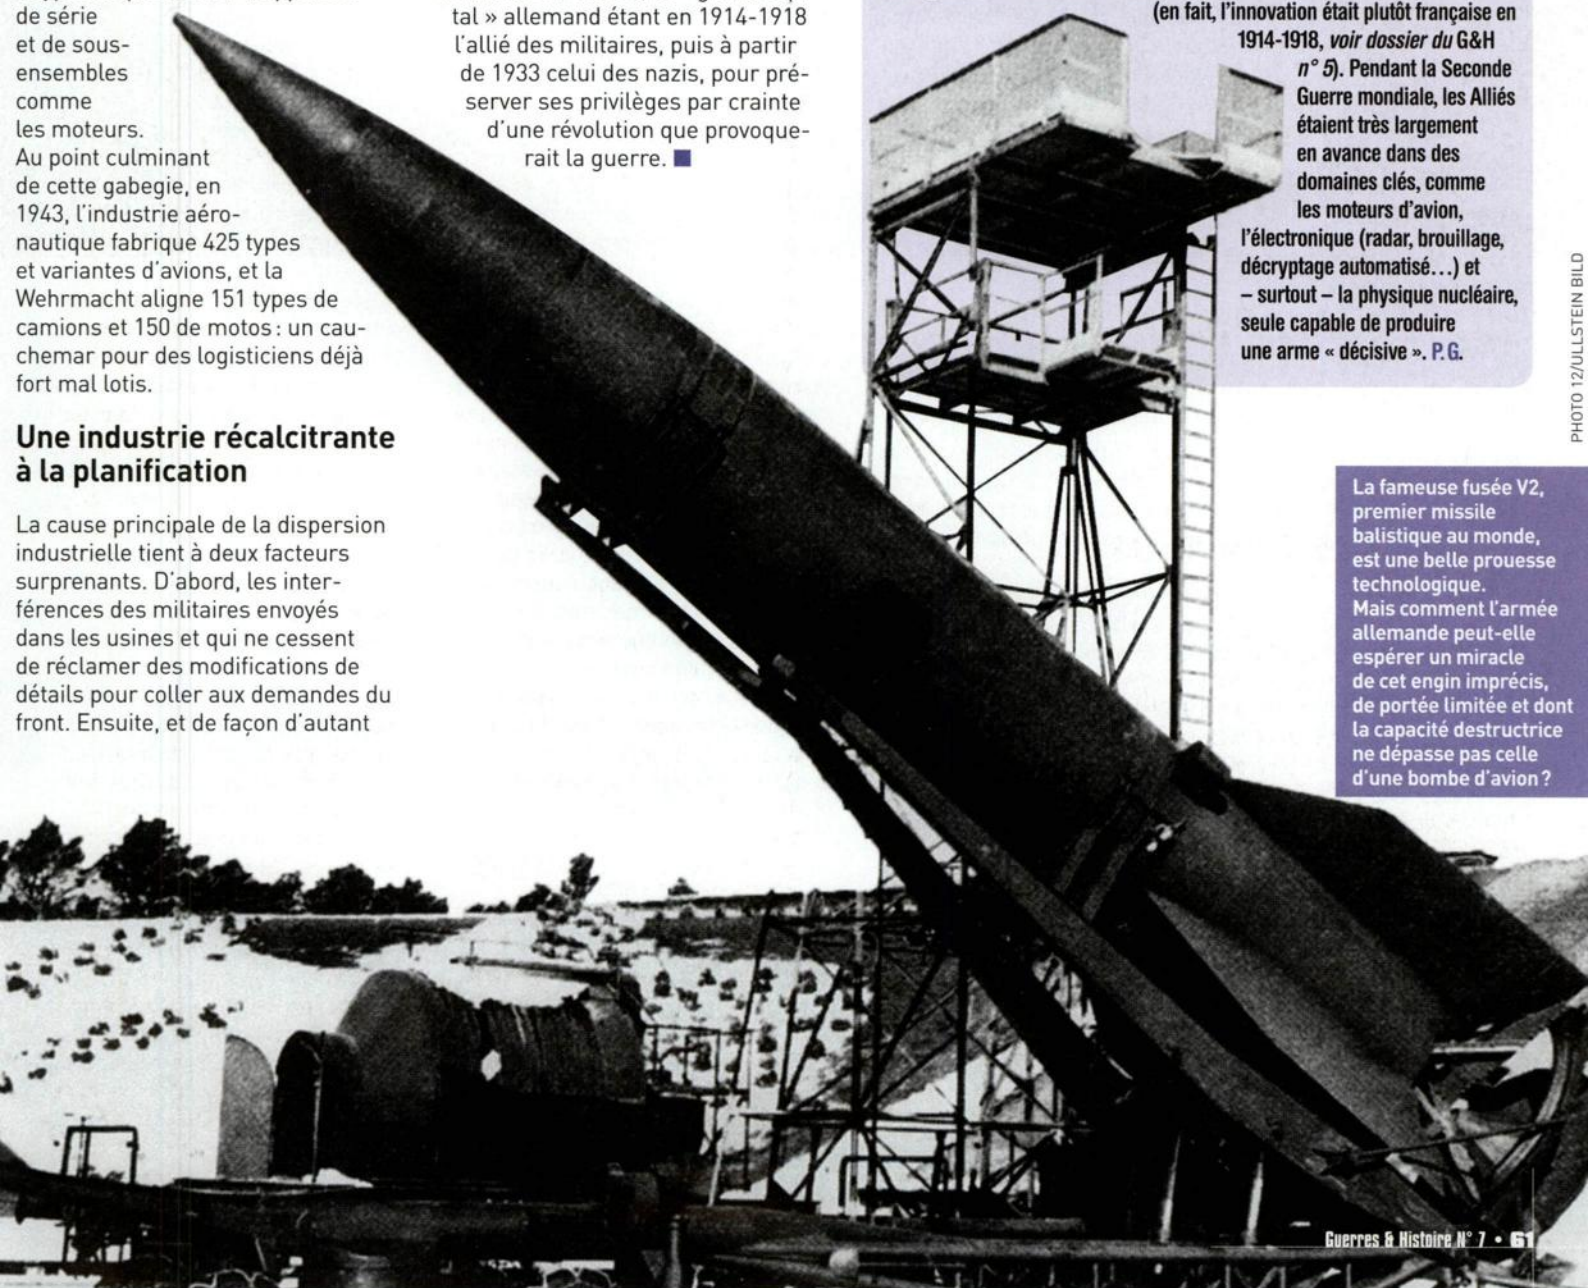 de série
et de sous-
ensembles
comme
les moteurs.
Au point culminant
de cette gabegie, en
1943, l'industrie aéro-
nautique fabrique 425 types
et variantes d'avions, et la
Wehrmacht aligne 151 types de
camions et 150 de motos : un cau-
chemar pour des logisticiens déjà
fort mal lotis.
Une industrie récalcitrante
à la planification
La cause principale de la dispersion
industrielle tient à deux facteurs
surprenants. D'abord, les inter-
férences des militaires envoyés
dans les usines et qui ne cessent
de réclamer des modifications de
détails pour coller aux demandes du
front. Ensuite, et de façon d'autant
tal » allemand étant en 1914-1918
l'allié des militaires, puis à partir
de 1933 celui des nazis, pour pré-
server ses privilèges par crainte
d'une révolution que provoque-
rait la guerre. ■
(en fait, l'innovation était plutôt française en
1914-1918, voir dossier du G&H
n° 5). Pendant la Seconde
Guerre mondiale, les Alliés
étaient très largement
en avance dans des
domaines clés, comme
les moteurs d'avion,
l'électronique (radar, brouillage,
décryptage automatisé...) et
– surtout – la physique nucléaire,
seule capable de produire
une arme « décisive ». P.G.
PHOTO 12/ULLSTEIN BILD
La fameuse fusée V2,
premier missile
balistique au monde,
est une belle prouesse
technologique.
Mais comment l'armée
allemande peut-elle
espérer un miracle
de cet engin imprécis,
de portée limitée et dont
la capacité destructrice
ne dépasse pas celle
d'une bombe d'avion ?
Guerres & Histoire N° 7 • 61